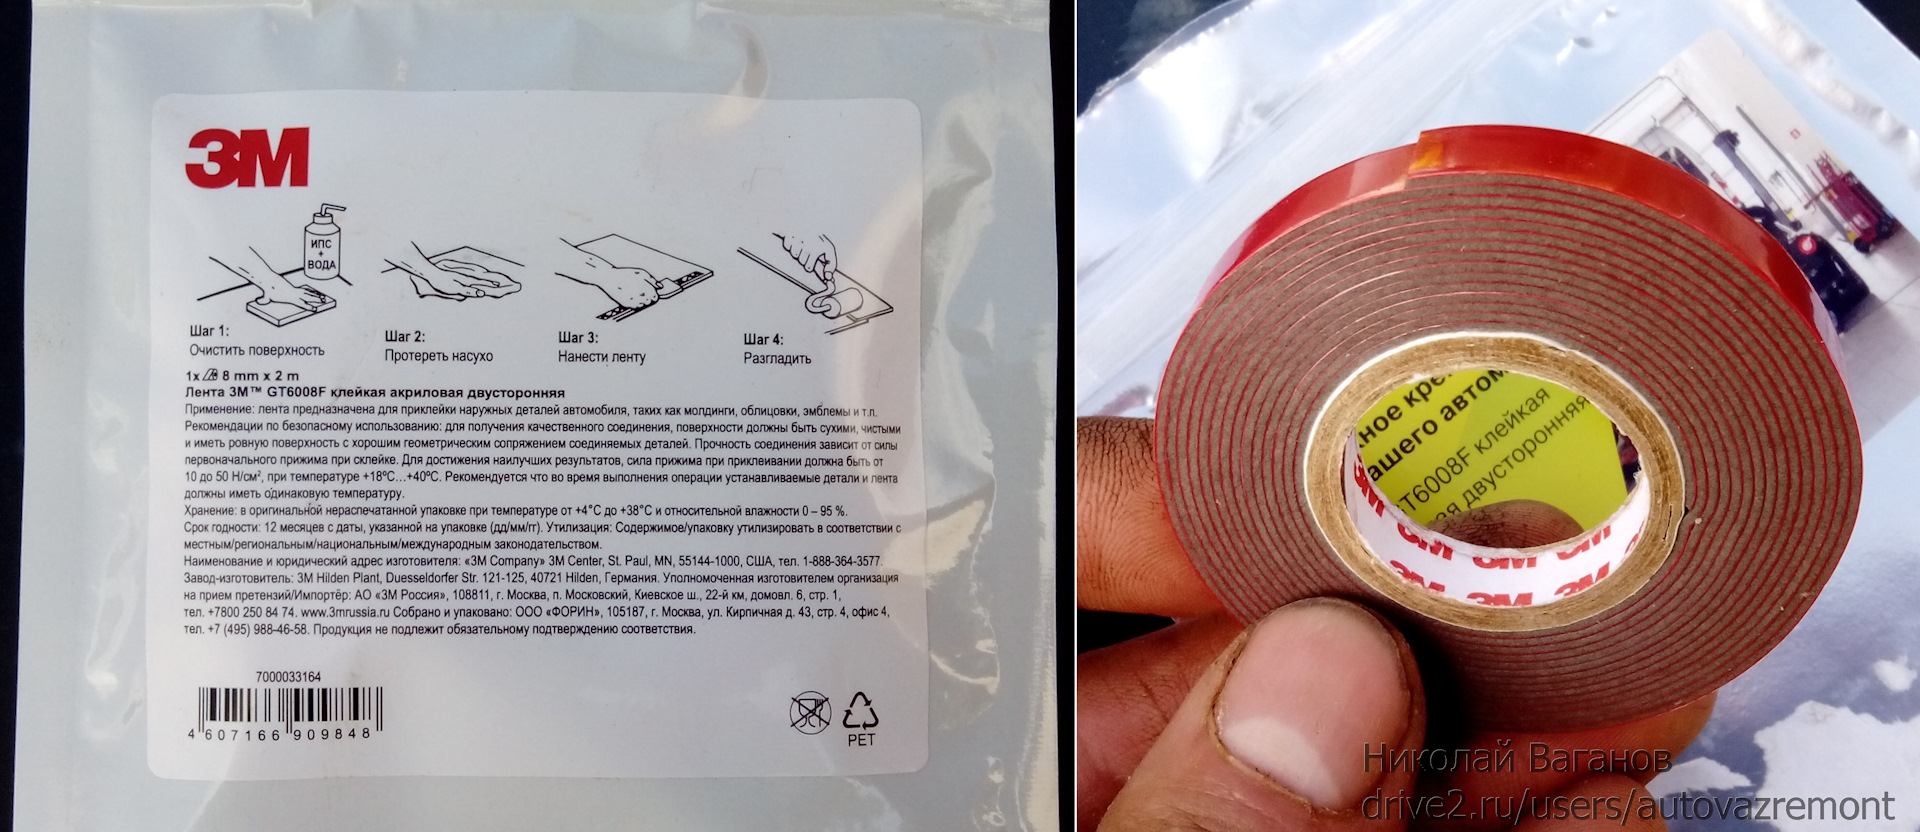 3M
ИПС
+
ВОДА
Шаг 1:
Очистить поверхность
Шаг 2:
Протереть насухо
Шаг 3:
Нанести ленту
Шаг 4:
Разгладить
1x 8 mm x 2 m
Лента 3M™ GT6008F клейкая акриловая двусторонняя
Применение: лента предназначена для приклейки наружных деталей автомобиля, таких как молдинги, облицовки, эмблемы и т.п.
Рекомендации по безопасному использованию: для получения качественного соединения, поверхности должны быть сухими, чистыми
и иметь ровную поверхность с хорошим геометрическим сопряжением соединяемых деталей. Прочность соединения зависит от силы
первоначального прижима при склейке. Для достижения наилучших результатов, сила прижима при приклеивании должна быть от
10 до 50 Н/см², при температуре +18ºC...+40ºC. Рекомендуется что во время выполнения операции устанавливаемые детали и лента
должны иметь одинаковую температуру.
Хранение: в оригинальной нераспечатанной упаковке при температуре от +4°C до +38°C и относительной влажности 0 – 95 %.
Срок годности: 12 месяцев с даты, указанной на упаковке (дд/мм/гг). Утилизация: Содержимое/упаковку утилизировать в соответствии с
местным/региональным/национальным/международным законодательством.
Наименование и юридический адрес изготовителя: «3M Company» 3M Center, St. Paul, MN, 55144-1000, США, тел. 1-888-364-3577.
Завод-изготовитель: 3M Hilden Plant, Duesseldorfer Str. 121-125, 40721 Hilden, Германия. Уполномоченная изготовителем организация
на прием претензий/Импортёр: АО «3М Россия», 108811, г. Москва, п. Московский, Киевское ш., 22-й км, домовл. 6, стр. 1,
тел. +7800 250 84 74. www.3mrussia.ru Собрано и упаковано: ООО «ФОРИН», 105187, г. Москва, ул. Кирпичная д. 43, стр. 4, офис 4,
тел. +7 (495) 988-46-58. Продукция не подлежит обязательному подтверждению соответствия.
7000033164
4 607166 909848
PET
ное кре
ашего автом
GT6008F клейкая
ая двусторонняя
3M 3M 3M 3M
3M 3M 3M
Николай Ваганов
drive2.ru/users/autovazremont